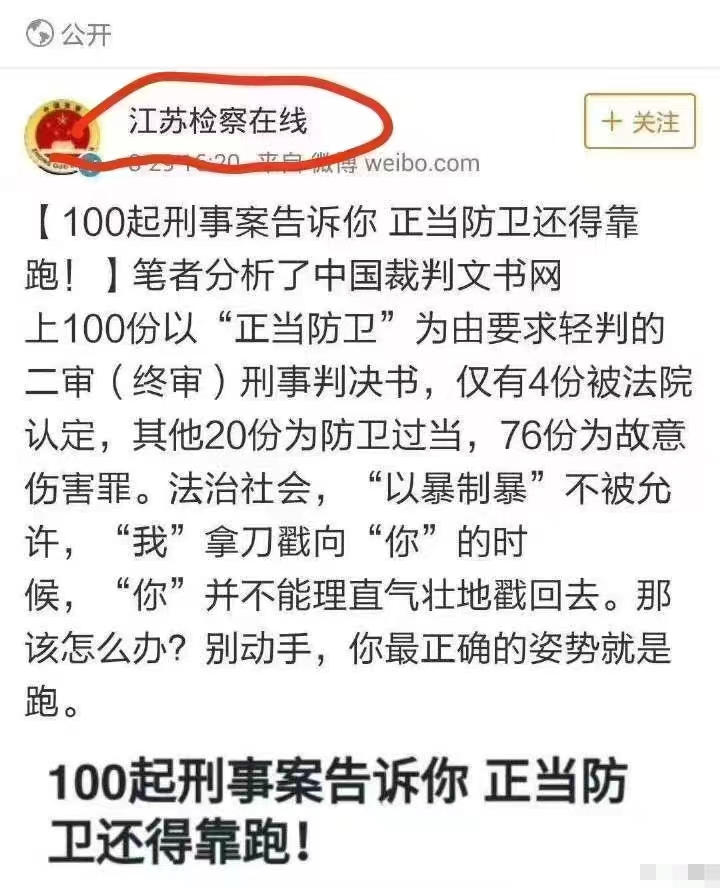 公开
江苏检察在线
+ 关注
来自 微博 weibo.com
【100起刑事案告诉你 正当防卫还得靠
跑！】笔者分析了中国裁判文书网
上100份以“正当防卫”为由要求轻判的
二审（终审）刑事判决书，仅有4份被法院
认定，其他20份为防卫过当，76份为故意
伤害罪。法治社会，“以暴制暴”不被允
许，“我”拿刀戳向“你”的时
候，“你”并不能理直气壮地戳回去。那
该怎么办？别动手，你最正确的姿势就是
跑。
100起刑事案告诉你 正当防
卫还得靠跑！